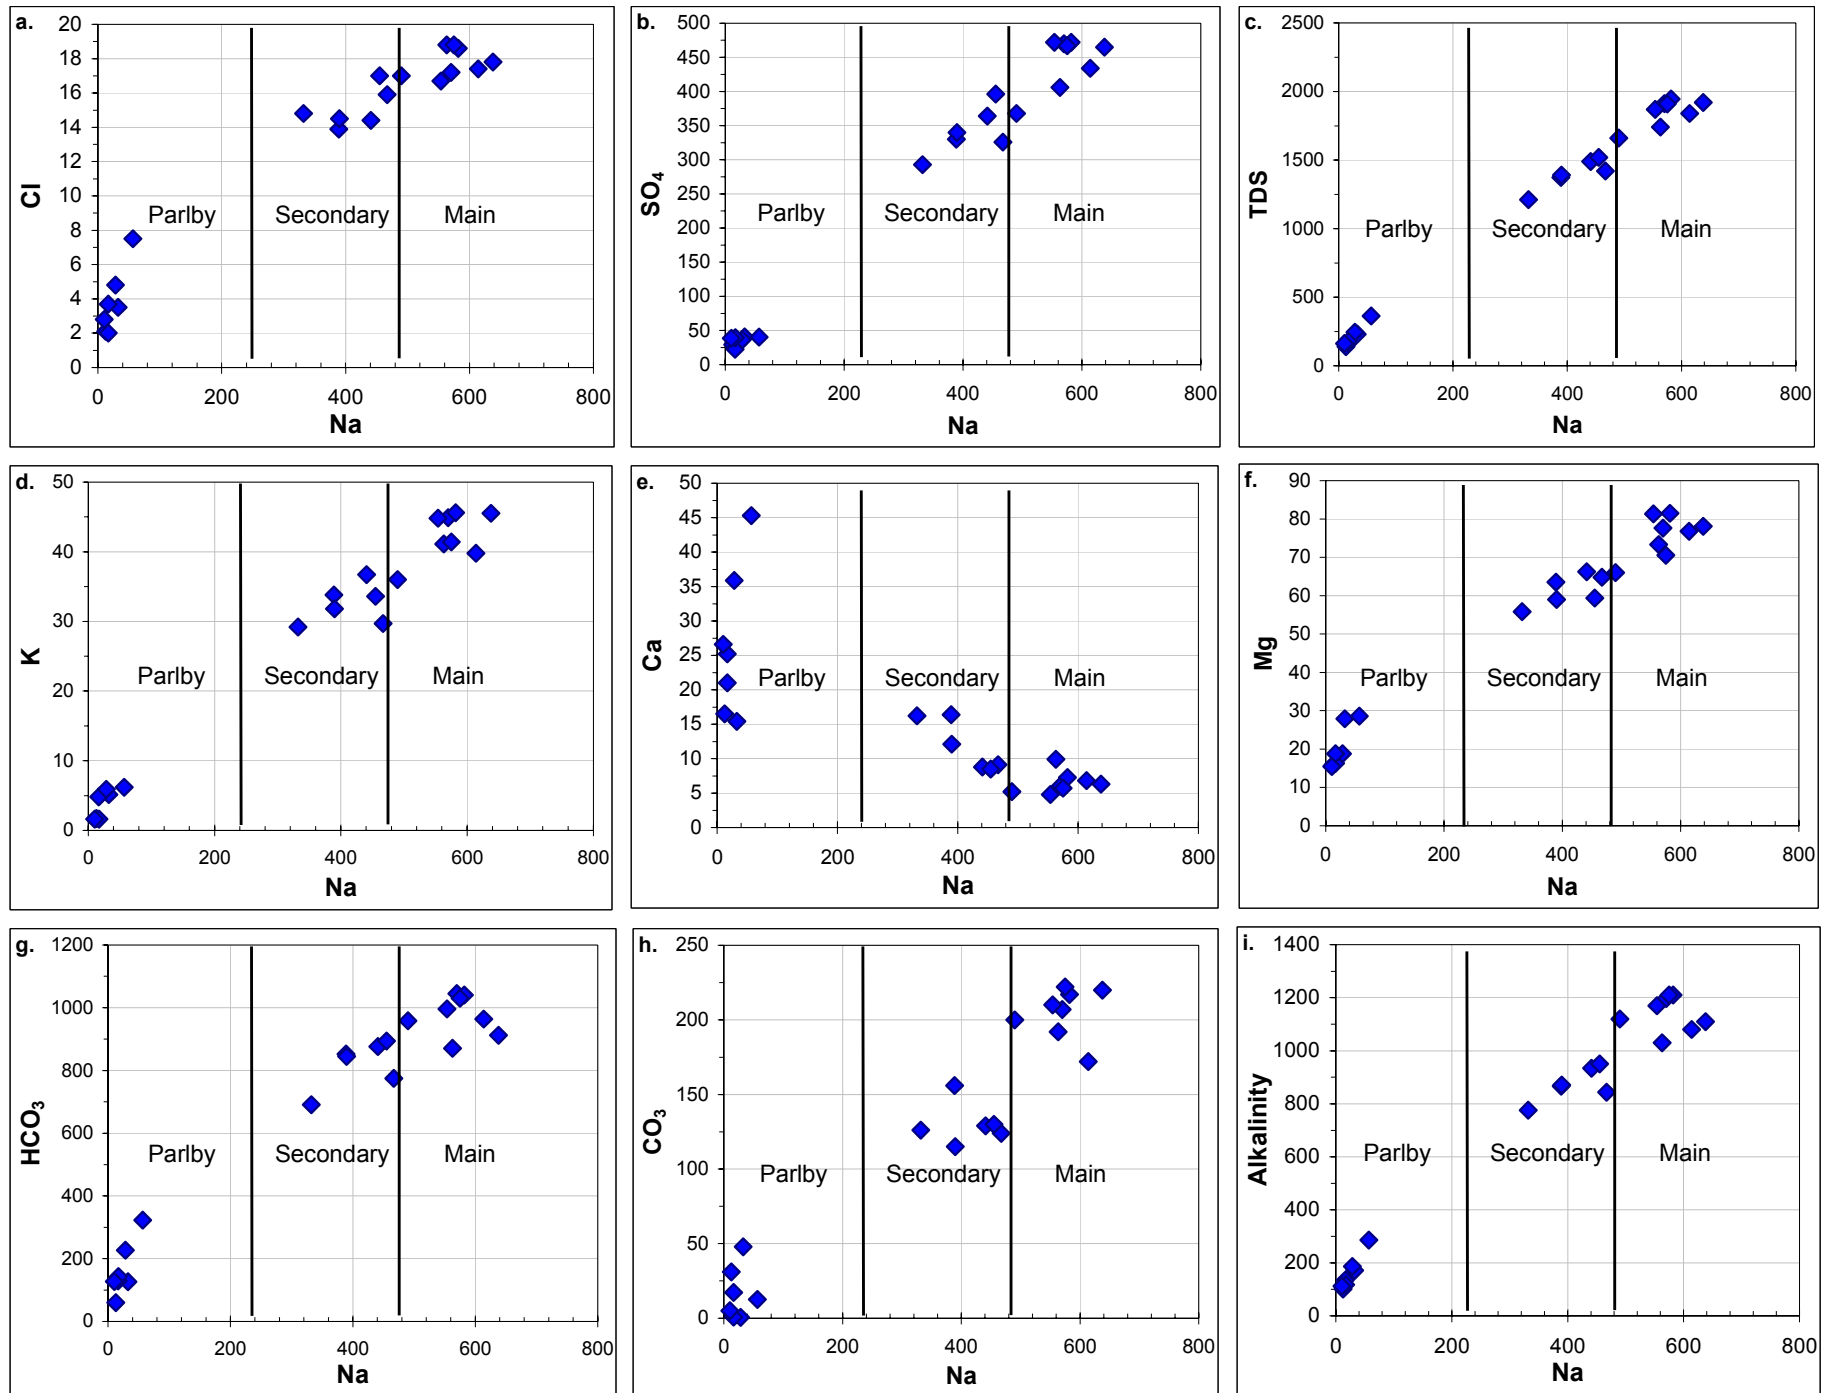 a.
20
18
16
14
12
10
8
6
4
2
0
Cl
Parlby Secondary Main
0 200 400 600 800
Na
b.
500
450
400
350
300
250
200
150
100
50
0
SO₄
Parlby Secondary Main
0 200 400 600 800
Na
c.
2500
2000
1500
1000
500
0
TDS
Parlby Secondary Main
0 200 400 600 800
Na
d.
50
40
30
20
10
0
K
Parlby Secondary Main
0 200 400 600 800
Na
e.
50
45
40
35
30
25
20
15
10
5
0
Ca
Parlby Secondary Main
0 200 400 600 800
Na
f.
90
80
70
60
50
40
30
20
10
0
Mg
Parlby Secondary Main
0 200 400 600 800
Na
g.
1200
1000
800
600
400
200
0
HCO₃
Parlby Secondary Main
0 200 400 600 800
Na
h.
250
200
150
100
50
0
CO₃
Parlby Secondary Main
0 200 400 600 800
Na
i.
1400
1200
1000
800
600
400
200
0
Alkalinity
Parlby Secondary Main
0 200 400 600 800
Na